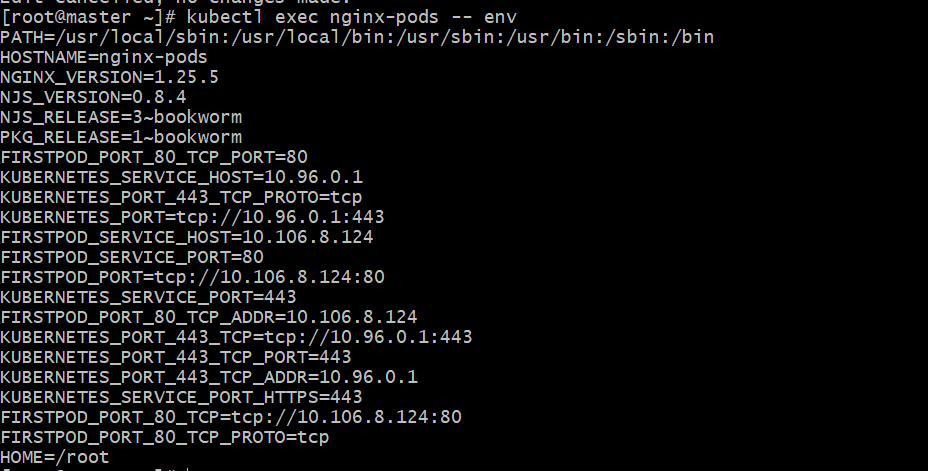 Edit cancelled, no changes made.
[root@master ~]# kubectl exec nginx-pods -- env
PATH=/usr/local/sbin:/usr/local/bin:/usr/sbin:/usr/bin:/sbin:/bin
HOSTNAME=nginx-pods
NGINX_VERSION=1.25.5
NJS_VERSION=0.8.4
NJS_RELEASE=3~bookworm
PKG_RELEASE=1~bookworm
FIRSTPOD_PORT_80_TCP_PORT=80
KUBERNETES_SERVICE_HOST=10.96.0.1
KUBERNETES_PORT_443_TCP_PROTO=tcp
KUBERNETES_PORT=tcp://10.96.0.1:443
FIRSTPOD_SERVICE_HOST=10.106.8.124
FIRSTPOD_SERVICE_PORT=80
FIRSTPOD_PORT=tcp://10.106.8.124:80
KUBERNETES_SERVICE_PORT=443
FIRSTPOD_PORT_80_TCP_ADDR=10.106.8.124
KUBERNETES_PORT_443_TCP=tcp://10.96.0.1:443
KUBERNETES_PORT_443_TCP_PORT=443
KUBERNETES_PORT_443_TCP_ADDR=10.96.0.1
KUBERNETES_SERVICE_PORT_HTTPS=443
FIRSTPOD_PORT_80_TCP=tcp://10.106.8.124:80
FIRSTPOD_PORT_80_TCP_PROTO=tcp
HOME=/root